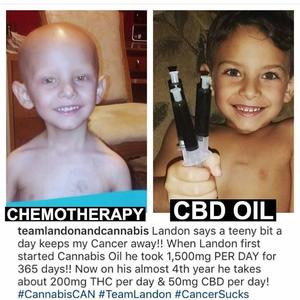 CHEMOTHERAPY CBD OIL
teamlandonandcannabis Landon says a teeny bit a
day keeps my Cancer away!! When Landon first
started Cannabis Oil he took 1,500mg PER DAY for
365 days!! Now on his almost 4th year he takes
about 200mg THC per day & 50mg CBD per day!
#CannabisCAN #TeamLandon #CancerSucks